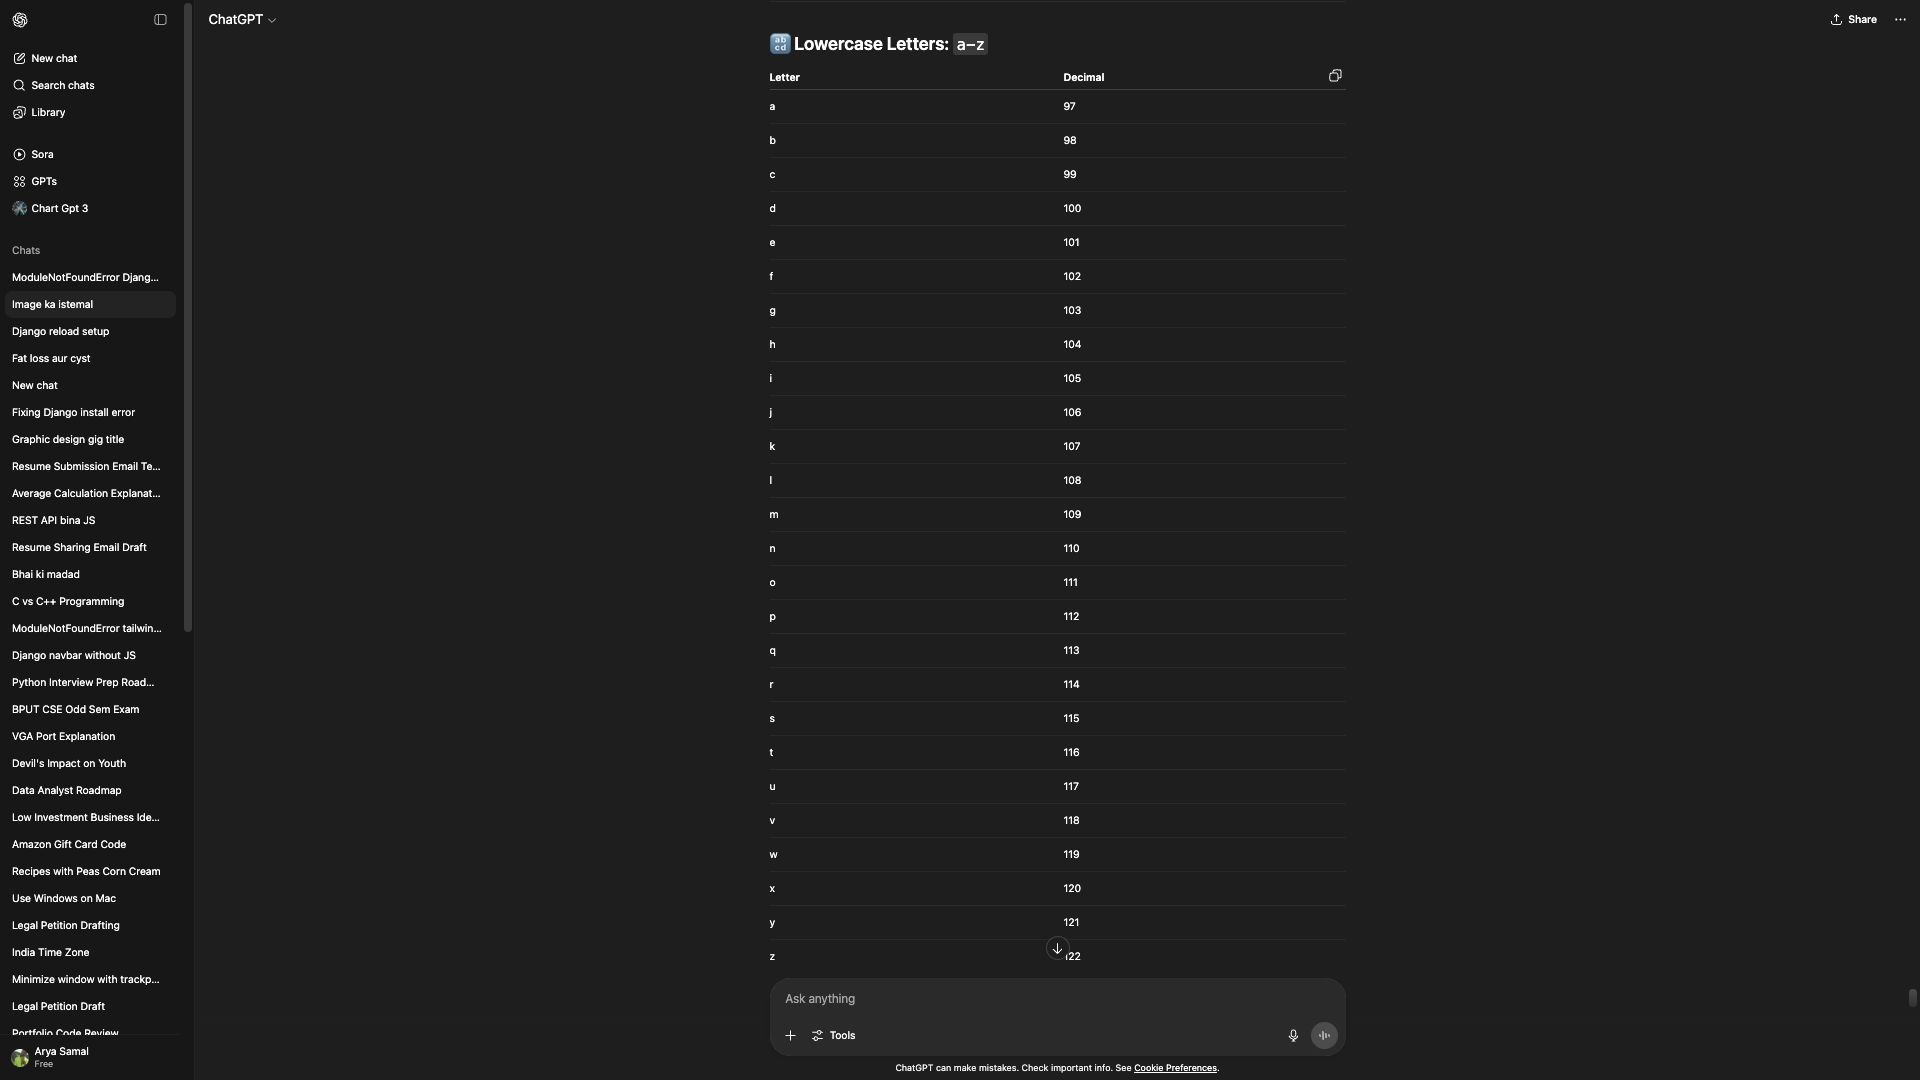 ChatGPT
Share
New chat
Search chats
Library
Sora
GPTs
Chart Gpt 3
Chats
ModuleNotFoundError Djang...
Image ka istemal
Django reload setup
Fat loss aur cyst
New chat
Fixing Django install error
Graphic design gig title
Resume Submission Email Te...
Average Calculation Explanat...
REST API bina JS
Resume Sharing Email Draft
Bhai ki madad
C vs C++ Programming
ModuleNotFoundError tailwin...
Django navbar without JS
Python Interview Prep Road...
BPUT CSE Odd Sem Exam
VGA Port Explanation
Devil's Impact on Youth
Data Analyst Roadmap
Low Investment Business Ide...
Amazon Gift Card Code
Recipes with Peas Corn Cream
Use Windows on Mac
Legal Petition Drafting
India Time Zone
Minimize window with trackp...
Legal Petition Draft
Portfolio Code Review
Arya Samal
Free
🔡 Lowercase Letters: a–z
Letter Decimal
a 97
b 98
c 99
d 100
e 101
f 102
g 103
h 104
i 105
j 106
k 107
l 108
m 109
n 110
o 111
p 112
q 113
r 114
s 115
t 116
u 117
v 118
w 119
x 120
y 121
z 122
Ask anything
Tools
ChatGPT can make mistakes. Check important info. See Cookie Preferences.